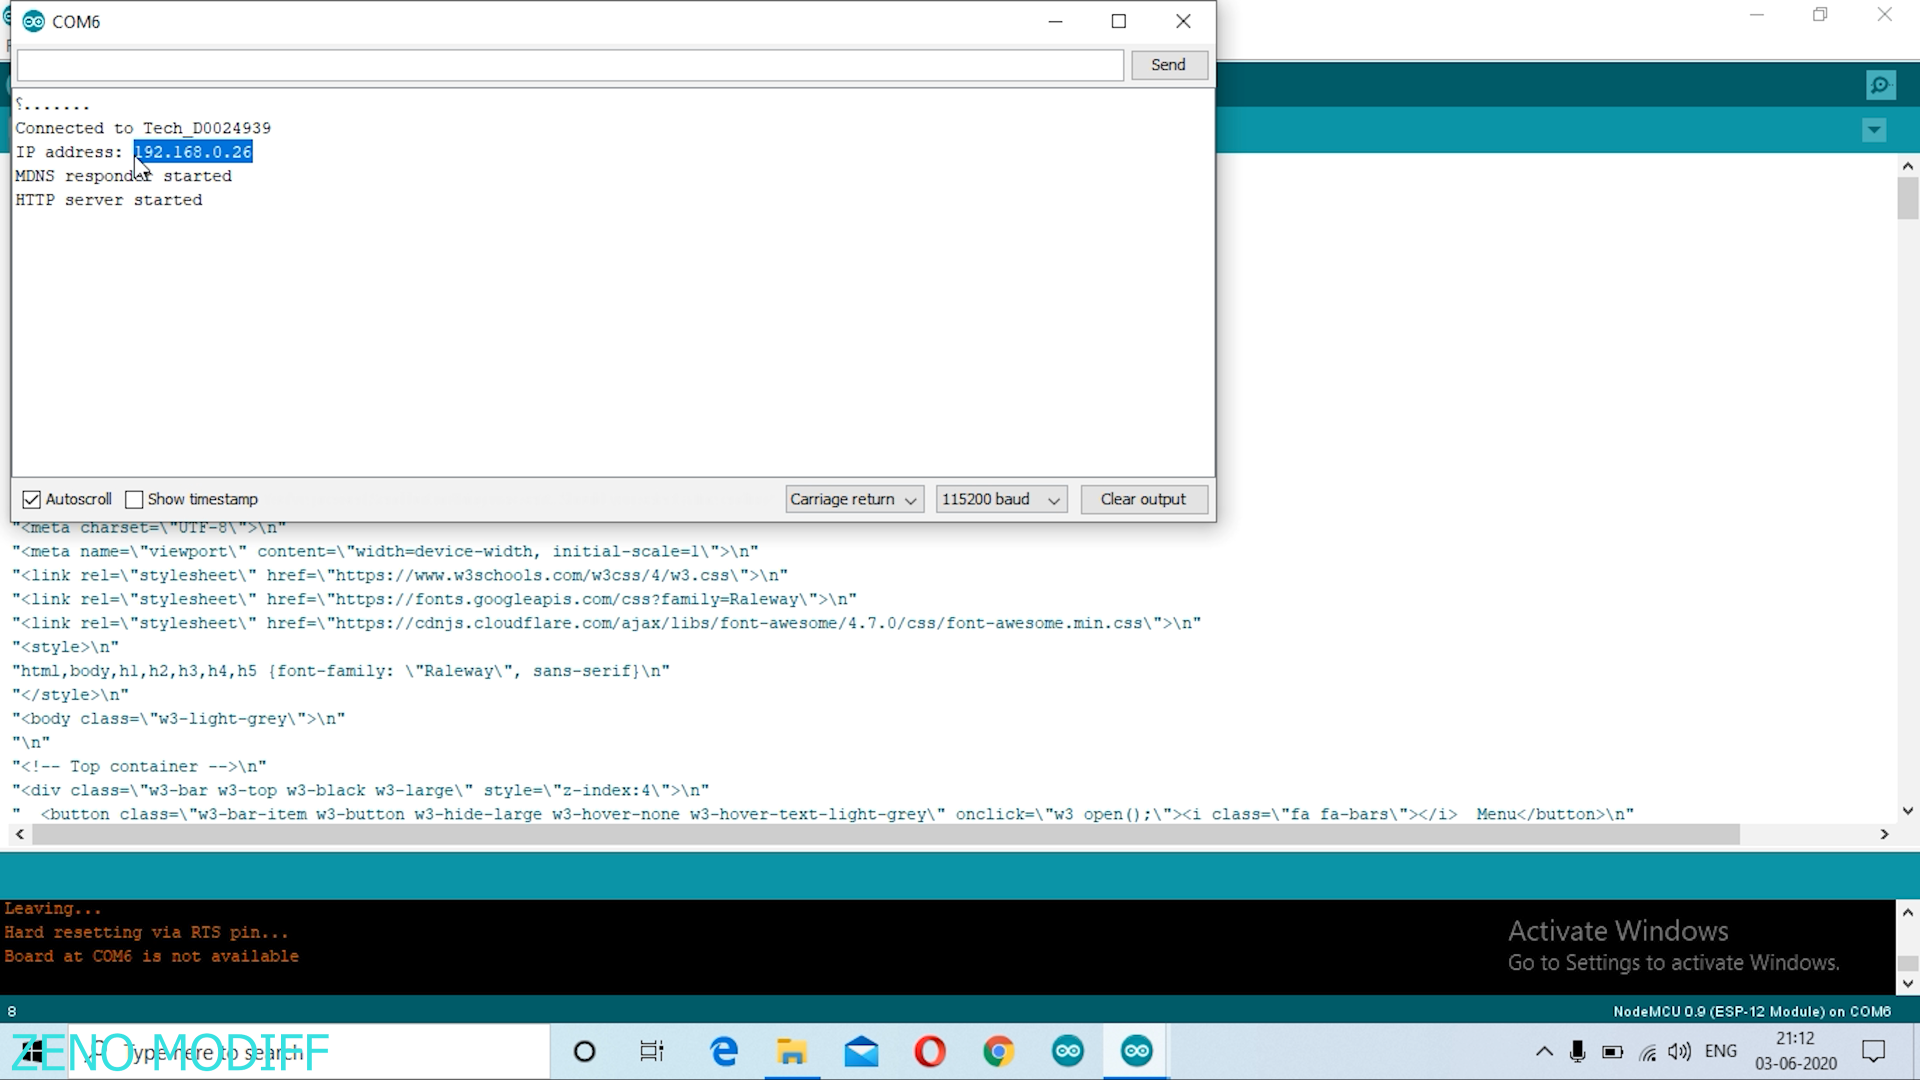 COM6
Send
⸮.......
Connected to Tech_D0024939
IP address: 192.168.0.26
MDNS responder started
HTTP server started
Autoscroll Show timestamp Carriage return 115200 baud Clear output
"<meta charset=\"UTF-8\">\n"
"<meta name=\"viewport\" content=\"width=device-width, initial-scale=1\">\n"
"<link rel=\"stylesheet\" href=\"https://www.w3schools.com/w3css/4/w3.css\">\n"
"<link rel=\"stylesheet\" href=\"https://fonts.googleapis.com/css?family=Raleway\">\n"
"<link rel=\"stylesheet\" href=\"https://cdnjs.cloudflare.com/ajax/libs/font-awesome/4.7.0/css/font-awesome.min.css\">\n"
"<style>\n"
"html,body,h1,h2,h3,h4,h5 {font-family: \"Raleway\", sans-serif}\n"
"</style>\n"
"<body class=\"w3-light-grey\">\n"
"\n"
"<!-- Top container -->\n"
"<div class=\"w3-bar w3-top w3-black w3-large\" style=\"z-index:4\">\n"
"  <button class=\"w3-bar-item w3-button w3-hide-large w3-hover-none w3-hover-text-light-grey\" onclick=\"w3_open();\"><i class=\"fa fa-bars\"></i>  Menu</button>\n"
Leaving...
Hard resetting via RTS pin...
Board at COM6 is not available
Activate Windows
Go to Settings to activate Windows.
8 NodeMCU 0.9 (ESP-12 Module) on COM6
ZENO MODIFF
Type here to search
ENG
21:12
03-06-2020